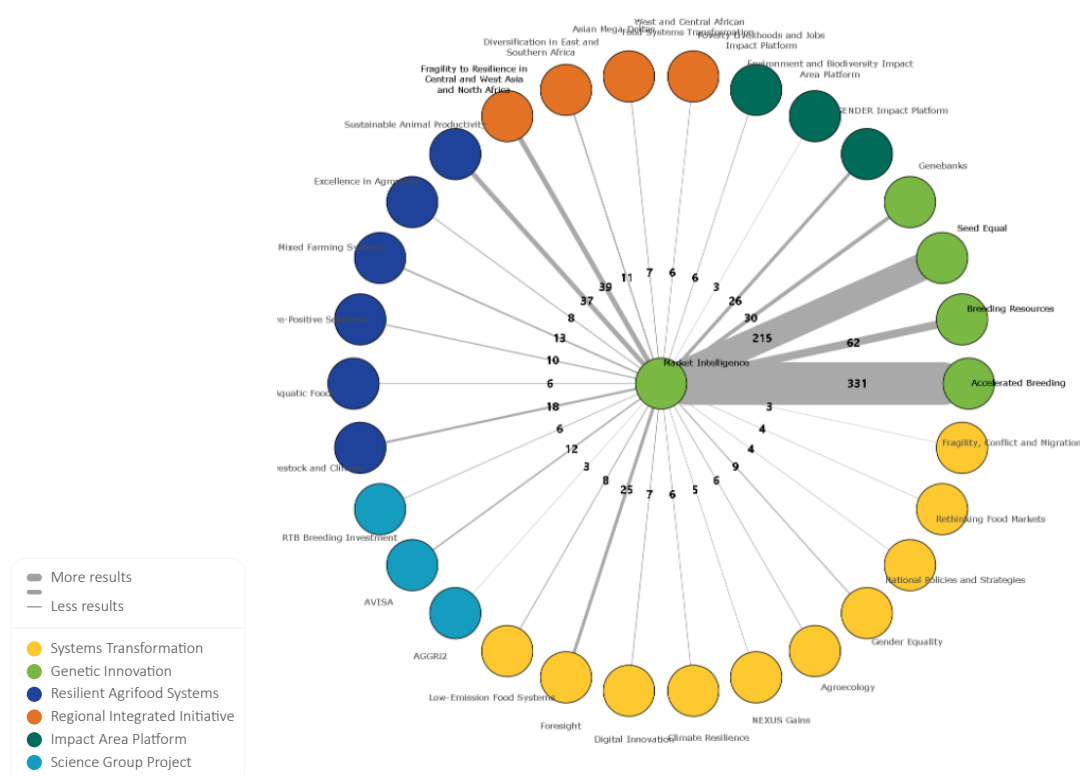 West and Central African
Food Systems Transformation
Asian Mega-Deltas
Poverty Livelihoods and Jobs
Impact Platform
Diversification in East and
Southern Africa
Environment and Biodiversity Impact
Area Platform
Fragility to Resilience in
Central and West Asia
and North Africa
GENDER Impact Platform
Sustainable Animal Productivity
Genebanks
Excellence in
Seed Equal
Mixed Farming Systems
Breeding Resources
re-Positive
Market Intelligence
Accelerated Breeding
Aquatic Food
Fragility, Conflict and Migration
estock and
Rethinking Food Markets
RTB Breeding Investment
National Policies and Strategies
AVISA
Gender Equality
AGGRi2
Agroecology
Low-Emission Food Systems
NEXUS Gains
Foresight
Digital Innovation
Climate Resilience
11
7
6
6
3
39
37
26
8
30
13
215
62
10
6
331
18
3
6
4
12
4
3
9
8
6
25
7
6
5
More results
Less results
Systems Transformation
Genetic Innovation
Resilient Agrifood Systems
Regional Integrated Initiative
Impact Area Platform
Science Group Project